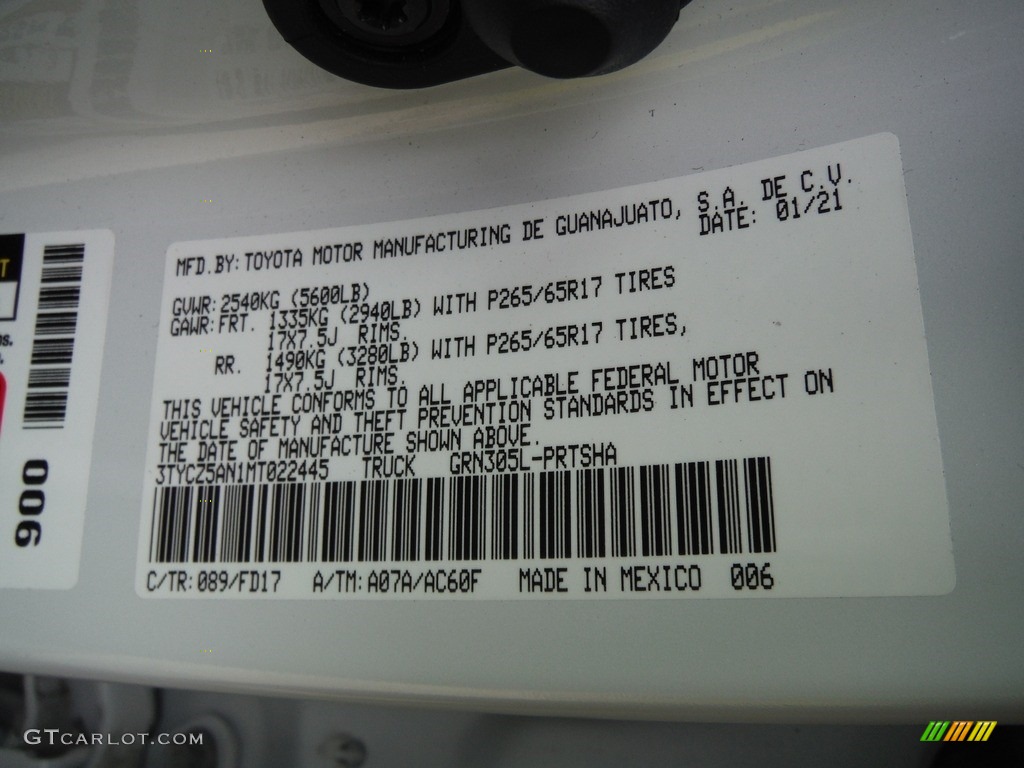 MFD.BY:TOYOTA MOTOR MANUFACTURING DE GUANAJUATO, S.A. DE C.V.
DATE: 01/21
GVWR:2540KG (5600LB)
GAWR:FRT. 1335KG (2940LB) WITH P265/65R17 TIRES
17X7.5J RIMS.
RR. 1490KG (3280LB) WITH P265/65R17 TIRES,
17X7.5J RIMS.
THIS VEHICLE CONFORMS TO ALL APPLICABLE FEDERAL MOTOR
VEHICLE SAFETY AND THEFT PREVENTION STANDARDS IN EFFECT ON
THE DATE OF MANUFACTURE SHOWN ABOVE.
3TYCZ5AN1MT022445 TRUCK GRN305L-PRTSHA
C/TR:089/FD17 A/TM:A07A/AC60F MADE IN MEXICO 006
900
GTCARLOT.COM